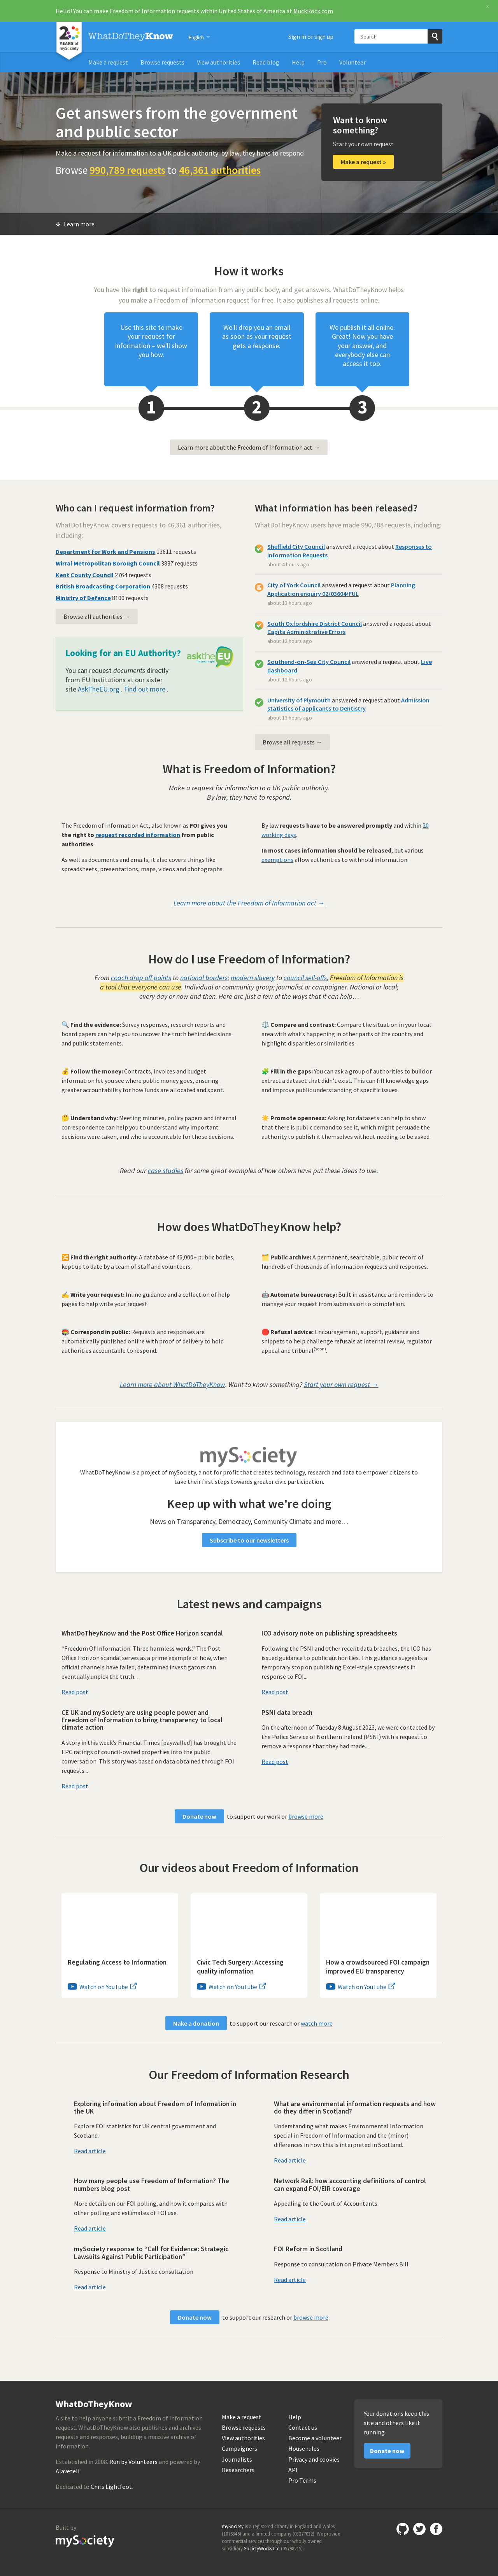 Hello! You can make Freedom of Information requests within United States of America at MuckRock.com
×
20 YEARS of mySociety
WhatDoTheyKnow
English
Sign in or sign up
Search
Make a request
Browse requests
View authorities
Read blog
Help
Pro
Volunteer
Get answers from the government
and public sector
Make a request for information to a UK public authority: by law, they have to respond
Browse 990,789 requests to 46,361 authorities
Want to know
something?
Start your own request
Make a request »
Learn more
How it works
You have the right to request information from any public body, and get answers. WhatDoTheyKnow helps
you make a Freedom of Information request for free. It also publishes all requests online.
Use this site to make
your request for
information – we'll show
you how.
We'll drop you an email
as soon as your request
gets a response.
We publish it all online.
Great! Now you have
your answer, and
everybody else can
access it too.
1
2
3
Learn more about the Freedom of Information act →
Who can I request information from?
WhatDoTheyKnow covers requests to 46,361 authorities,
including:
Department for Work and Pensions 13611 requests
Wirral Metropolitan Borough Council 3837 requests
Kent County Council 2764 requests
British Broadcasting Corporation 4308 requests
Ministry of Defence 8100 requests
Browse all authorities →
Looking for an EU Authority?
You can request documents directly
from EU Institutions at our sister
site AskTheEU.org . Find out more .
asktheEU
it's your right!
What information has been released?
WhatDoTheyKnow users have made 990,788 requests, including:
Sheffield City Council answered a request about Responses to
Information Requests
about 4 hours ago
City of York Council answered a request about Planning
Application enquiry 02/03604/FUL
about 12 hours ago
South Oxfordshire District Council answered a request about
Capita Administrative Errors
about 12 hours ago
Southend-on-Sea City Council answered a request about Live
dashboard
about 12 hours ago
University of Plymouth answered a request about Admission
statistics of applicants to Dentistry
about 13 hours ago
Browse all requests →
What is Freedom of Information?
Make a request for information to a UK public authority.
By law, they have to respond.
The Freedom of Information Act, also known as FOI gives you
the right to request recorded information from public
authorities.
As well as documents and emails, it also covers things like
spreadsheets, presentations, maps, videos and photographs.
By law requests have to be answered promptly and within 20
working days.
In most cases information should be released, but various
exemptions allow authorities to withhold information.
Learn more about the Freedom of Information act →
How do I use Freedom of Information?
From coach drop off points to national borders; modern slavery to council sell-offs, Freedom of Information is
a tool that everyone can use. Individual or community group; journalist or campaigner. National or local;
every day or now and then. Here are just a few of the ways that it can help…
🔍 Find the evidence: Survey responses, research reports and
board papers can help you to uncover the truth behind decisions
and public statements.
💰 Follow the money: Contracts, invoices and budget
information let you see where public money goes, ensuring
greater accountability for how funds are allocated and spent.
🤔 Understand why: Meeting minutes, policy papers and internal
correspondence can help you to understand why important
decisions were taken, and who is accountable for those decisions.
⚖️ Compare and contrast: Compare the situation in your local
area with what's happening in other parts of the country and
highlight disparities or similarities.
🧩 Fill in the gaps: You can ask a group of authorities to build or
extract a dataset that didn't exist. This can fill knowledge gaps
and improve public understanding of specific issues.
☀️ Promote openness: Asking for datasets can help to show
that there is public demand to see it, which might persuade the
authority to publish it themselves without needing to be asked.
Read our case studies for some great examples of how others have put these ideas to use.
How does WhatDoTheyKnow help?
🔀 Find the right authority: A database of 46,000+ public bodies,
kept up to date by a team of staff and volunteers.
✍️ Write your request: Inline guidance and a collection of help
pages to help write your request.
📮 Correspond in public: Requests and responses are
automatically published online with proof of delivery to hold
authorities accountable to respond.
🗂️ Public archive: A permanent, searchable, public record of
hundreds of thousands of information requests and responses.
🤖 Automate bureaucracy: Built in assistance and reminders to
manage your request from submission to completion.
🛑 Refusal advice: Encouragement, support, guidance and
snippets to help challenge refusals at internal review, regulator
appeal and tribunal(soon).
Learn more about WhatDoTheyKnow. Want to know something? Start your own request →
mySociety
WhatDoTheyKnow is a project of mySociety, a not for profit that creates technology, research and data to empower citizens to
take their first steps towards greater civic participation.
Keep up with what we're doing
News on Transparency, Democracy, Community Climate and more…
Subscribe to our newsletters
Latest news and campaigns
WhatDoTheyKnow and the Post Office Horizon scandal
“Freedom Of Information. Three harmless words.” The Post
Office Horizon scandal serves as a prime example of how, when
official channels have failed, determined investigators can
eventually unpick the truth...
Read post
ICO advisory note on publishing spreadsheets
Following the PSNI and other recent data breaches, the ICO has
issued guidance to public authorities. This guidance suggests a
temporary stop on publishing Excel-style spreadsheets in
response to FOI...
Read post
CE UK and mySociety are using people power and
Freedom of Information to bring transparency to local
climate action
A story in this week’s Financial Times [paywalled] has brought the
EPC ratings of council-owned properties into the public
conversation. This story was based on data obtained through FOI
requests...
Read post
PSNI data breach
On the afternoon of Tuesday 8 August 2023, we were contacted by
the Police Service of Northern Ireland (PSNI) with a request to
remove a response that they had made...
Read post
Donate now to support our work or browse more
Our videos about Freedom of Information
Regulating Access to Information
Watch on YouTube
Civic Tech Surgery: Accessing
quality information
Watch on YouTube
How a crowdsourced FOI campaign
improved EU transparency
Watch on YouTube
Make a donation to support our research or watch more
Our Freedom of Information Research
Exploring information about Freedom of Information in
the UK
Explore FOI statistics for UK central government and
Scotland.
Read article
What are environmental information requests and how
do they differ in Scotland?
Understanding what makes Environmental Information
special in Freedom of Information and the (minor)
differences in how this is interpreted in Scotland.
Read article
How many people use Freedom of Information? The
numbers blog post
More details on our FOI polling, and how it compares with
other polling and estimates of FOI use.
Read article
Network Rail: how accounting definitions of control
can expand FOI/EIR coverage
Appealing to the Court of Accountants.
Read article
mySociety response to “Call for Evidence: Strategic
Lawsuits Against Public Participation”
Response to Ministry of Justice consultation
Read article
FOI Reform in Scotland
Response to consultation on Private Members Bill
Read article
Donate now to support our research or browse more
WhatDoTheyKnow
A site to help anyone submit a Freedom of Information
request. WhatDoTheyKnow also publishes and archives
requests and responses, building a massive archive of
information.
Established in 2008. Run by Volunteers and powered by
Alaveteli.
Dedicated to Chris Lightfoot.
Make a request
Browse requests
View authorities
Campaigners
Journalists
Researchers
Help
Contact us
Become a volunteer
House rules
Privacy and cookies
API
Pro Terms
Your donations keep this
site and others like it
running
Donate now
Built by
mySociety
mySociety is a registered charity in England and Wales
(1076346) and a limited company (03277032). We provide
commercial services through our wholly owned
subsidiary SocietyWorks Ltd (05798215).